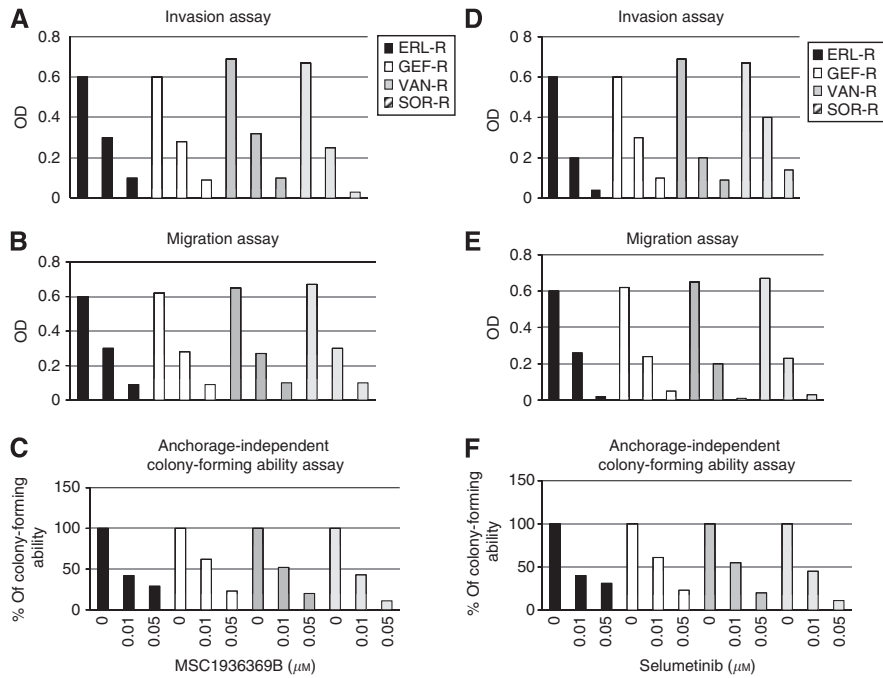 A
Invasion assay
0.8
0.6
0.4
0.2
0
OD
ERL-R
GEF-R
VAN-R
SOR-R
B
Migration assay
0.8
0.6
0.4
0.2
0
OD
C
Anchorage-independent
colony-forming ability assay
150
100
50
0
% Of colony-forming
ability
0 0.01 0.05 0 0.01 0.05 0 0.01 0.05 0 0.01 0.05
MSC1936369B (μM)
D
Invasion assay
0.8
0.6
0.4
0 2
0
OD
ERL-R
GEF-R
VAN-R
SOR-R
E
Migration assay
0.8
0.6
0.4
0.2
0
OD
F
Anchorage-independent
colony-forming ability assay
150
100
50
0
% Of colony-forming
ability
0 0.01 0.05 0 0.01 0.05 0 0.01 0.05 0 0.01 0.05
Selumetinib (μM)